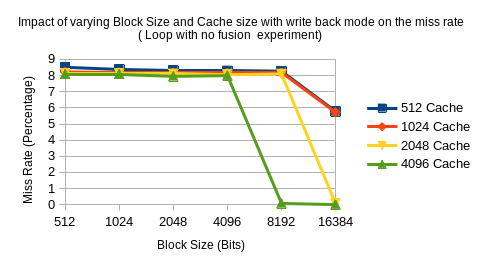 Impact of varying Block Size and Cache size with write back mode on the miss rate
( Loop with no fusion  experiment)
Miss Rate (Percentage)
9
8
7
6
5
4
3
2
1
0
512 1024 2048 4096 8192 16384
Block Size (Bits)
512 Cache
1024 Cache
2048 Cache
4096 Cache